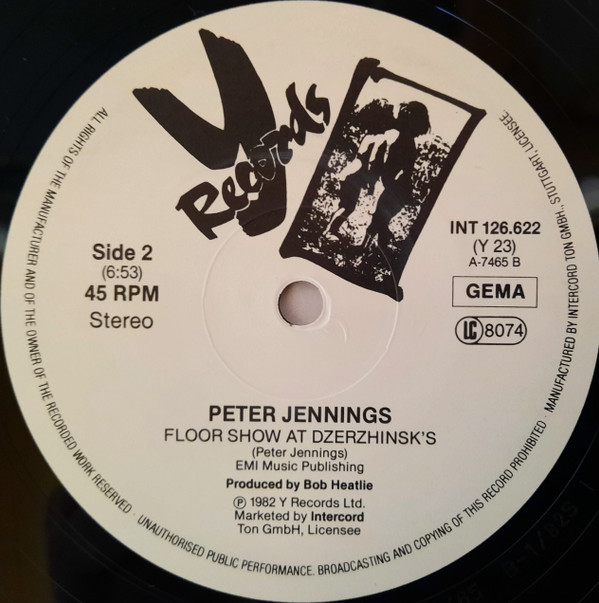 Y
Records
Side 2
(6:53)
45 RPM
Stereo
INT 126.622
(Y 23)
A-7465 B
GEMA
LC 8074
PETER JENNINGS
FLOOR SHOW AT DZERZHINSK'S
(Peter Jennings)
EMI Music Publishing
Produced by Bob Heatlie
℗ 1982 Y Records Ltd.
Marketed by Intercord
Ton GmbH, Licensee
ALL RIGHTS OF THE MANUFACTURER AND OF THE OWNER OF THE RECORDED WORK RESERVED · UNAUTHORISED PUBLIC PERFORMANCE. BROADCASTING AND COPYING OF THIS RECORD PROHIBITED · MANUFACTURED BY INTERCORD TON GMBH., STUTTGART, LICENSEE.